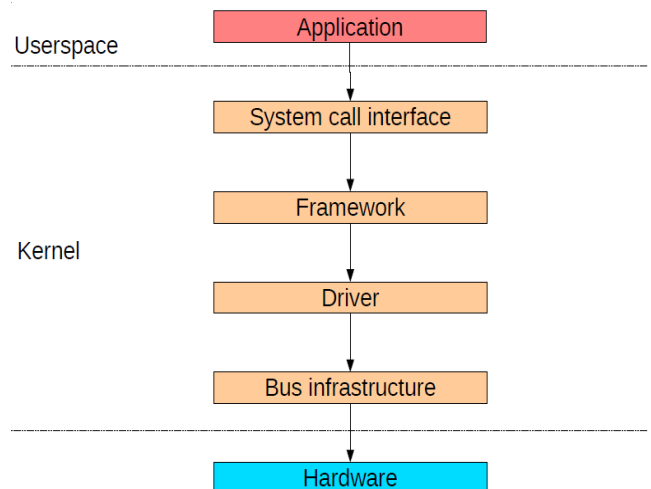 Application
Userspace
System call interface
Framework
Kernel
Driver
Bus infrastructure
Hardware